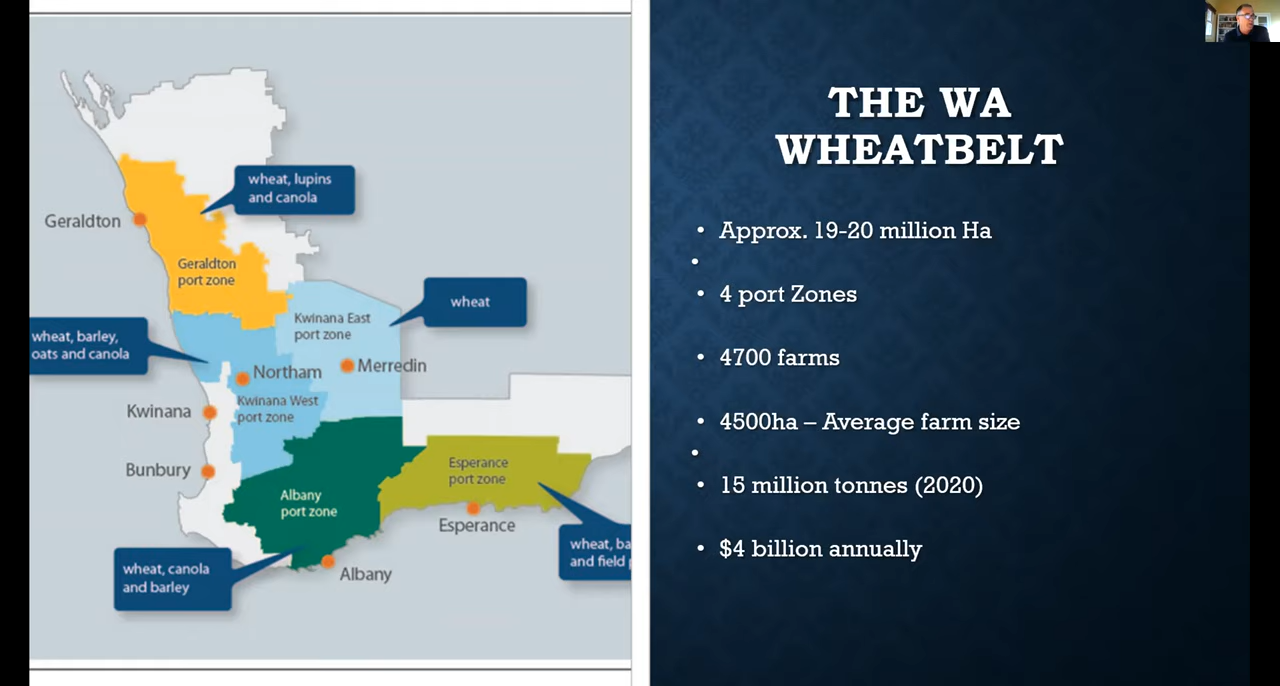 wheat, lupins
and canola
Geraldton
Geraldton
port zone
Kwinana East
port zone
wheat
wheat, barley,
oats and canola
Northam
Merredin
Kwinana West
port zone
Kwinana
Bunbury
Esperance
port zone
Albany
port zone
Esperance
wheat,
and field
wheat, canola
and barley
Albany
THE WA
WHEATBELT
• Approx. 19-20 million Ha
•
• 4 port Zones
• 4700 farms
• 4500ha – Average farm size
•
• 15 million tonnes (2020)
• $4 billion annually